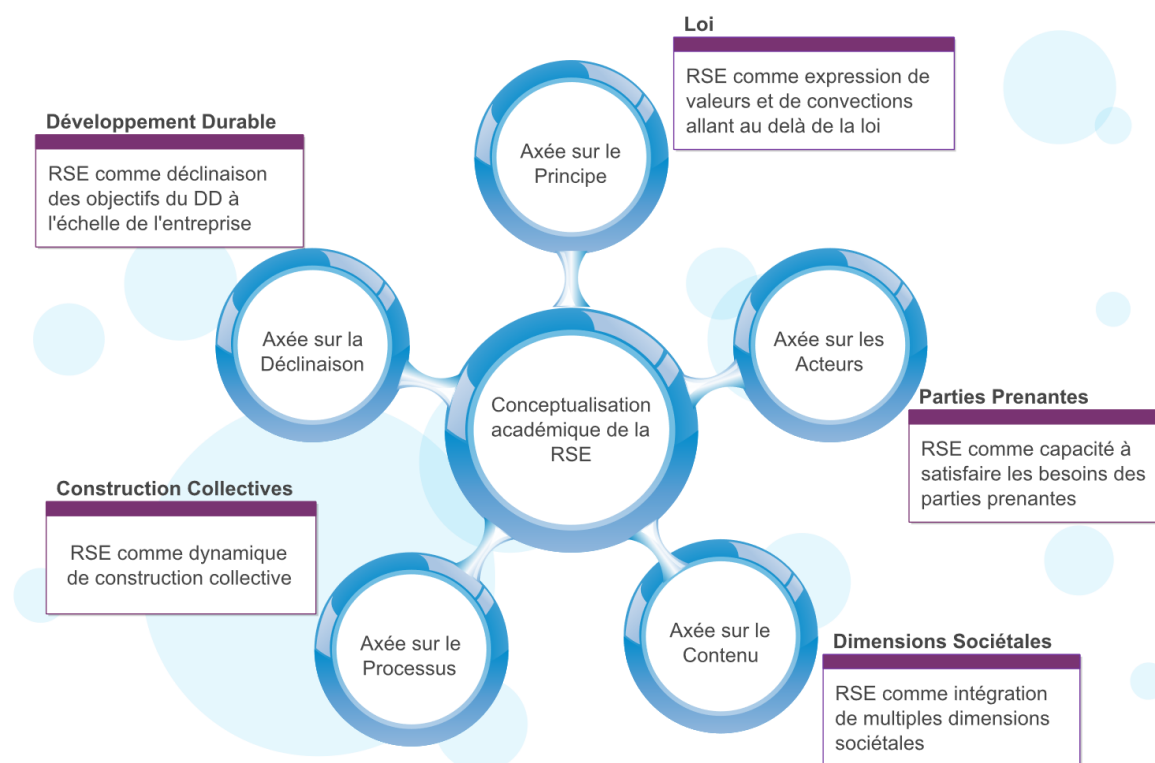 Loi
RSE comme expression de
valeurs et de convections
allant au delà de la loi
Axée sur le
Principe
Développement Durable
RSE comme déclinaison
des objectifs du DD à
l'échelle de l'entreprise
Axée sur la
Déclinaison
Axée sur les
Acteurs
Parties Prenantes
RSE comme capacité à
satisfaire les besoins des
parties prenantes
Conceptualisation
académique de la
RSE
Construction Collectives
RSE comme dynamique
de construction collective
Axée sur le
Processus
Axée sur le
Contenu
Dimensions Sociétales
RSE comme intégration
de multiples dimensions
sociétales